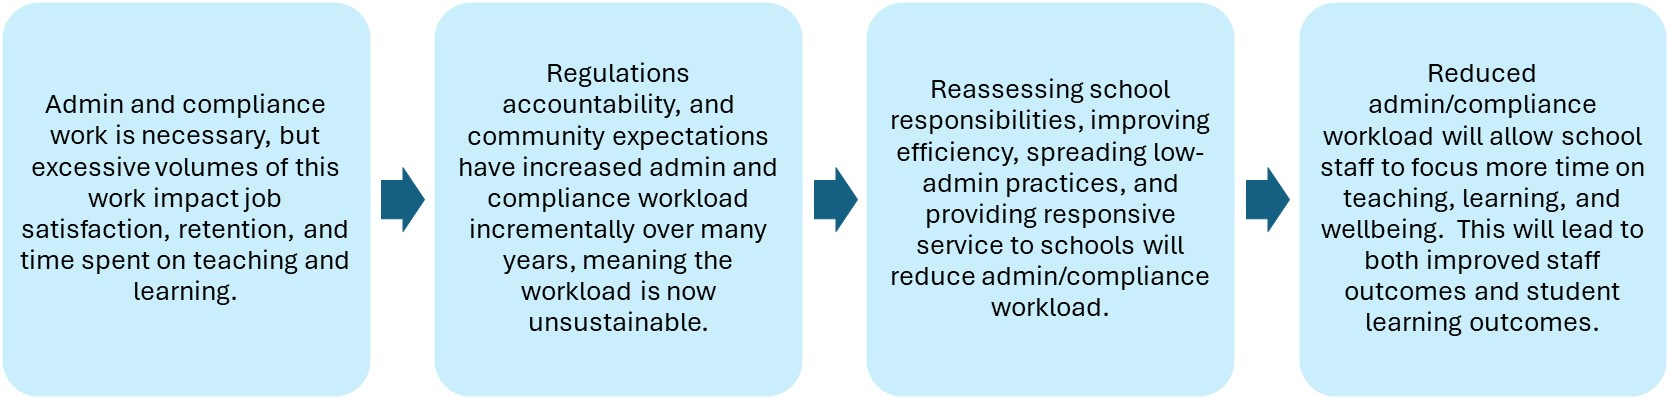 Admin and compliance
work is necessary, but
excessive volumes of this
work impact job
satisfaction, retention, and
time spent on teaching and
learning.
Regulations
accountability, and
community expectations
have increased admin and
compliance workload
incrementally over many
years, meaning the
workload is now
unsustainable.
Reassessing school
responsibilities, improving
efficiency, spreading low-
admin practices, and
providing responsive
service to schools will
reduce admin/compliance
workload.
Reduced
admin/compliance
workload will allow school
staff to focus more time on
teaching, learning, and
wellbeing.  This will lead to
both improved staff
outcomes and student
learning outcomes.